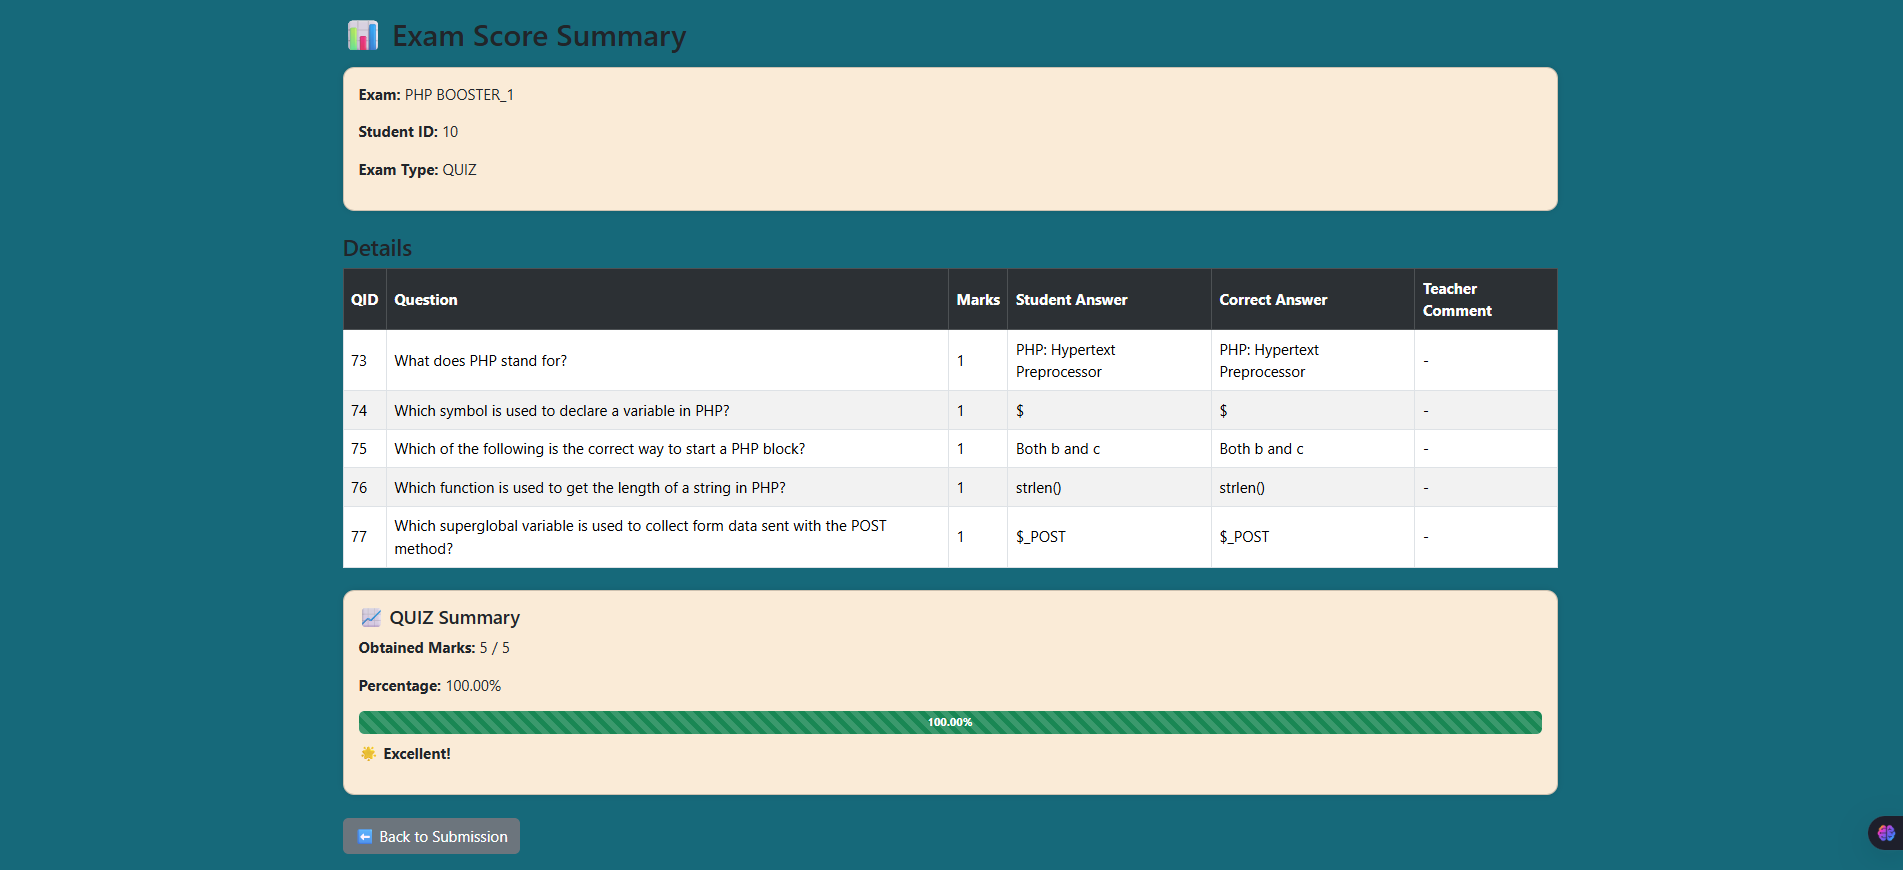 Exam Score Summary
Exam: PHP BOOSTER_1
Student ID: 10
Exam Type: QUIZ
Details
QID Question Marks Student Answer Correct Answer Teacher
Comment
73 What does PHP stand for? 1 PHP: Hypertext PHP: Hypertext -
Preprocessor Preprocessor
74 Which symbol is used to declare a variable in PHP? 1 $ $ -
75 Which of the following is the correct way to start a PHP block? 1 Both b and c Both b and c -
76 Which function is used to get the length of a string in PHP? 1 strlen() strlen() -
77 Which superglobal variable is used to collect form data sent with the POST 1 $_POST $_POST -
method?
QUIZ Summary
Obtained Marks: 5 / 5
Percentage: 100.00%
100.00%
Excellent!
Back to Submission